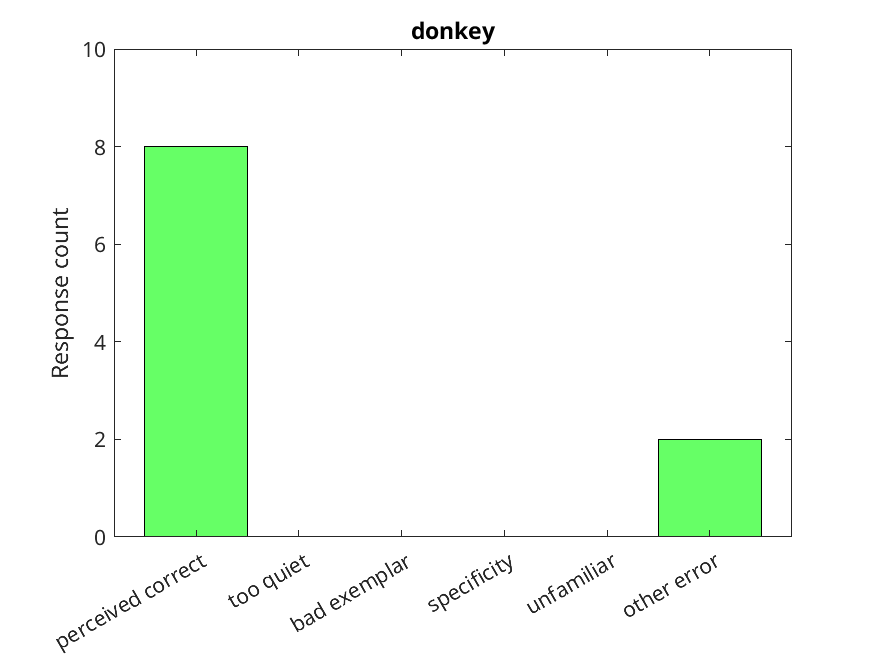 donkey
Response count
10
8
6
4
2
0
perceived correct
too quiet
bad exemplar
specificity
unfamiliar
other error